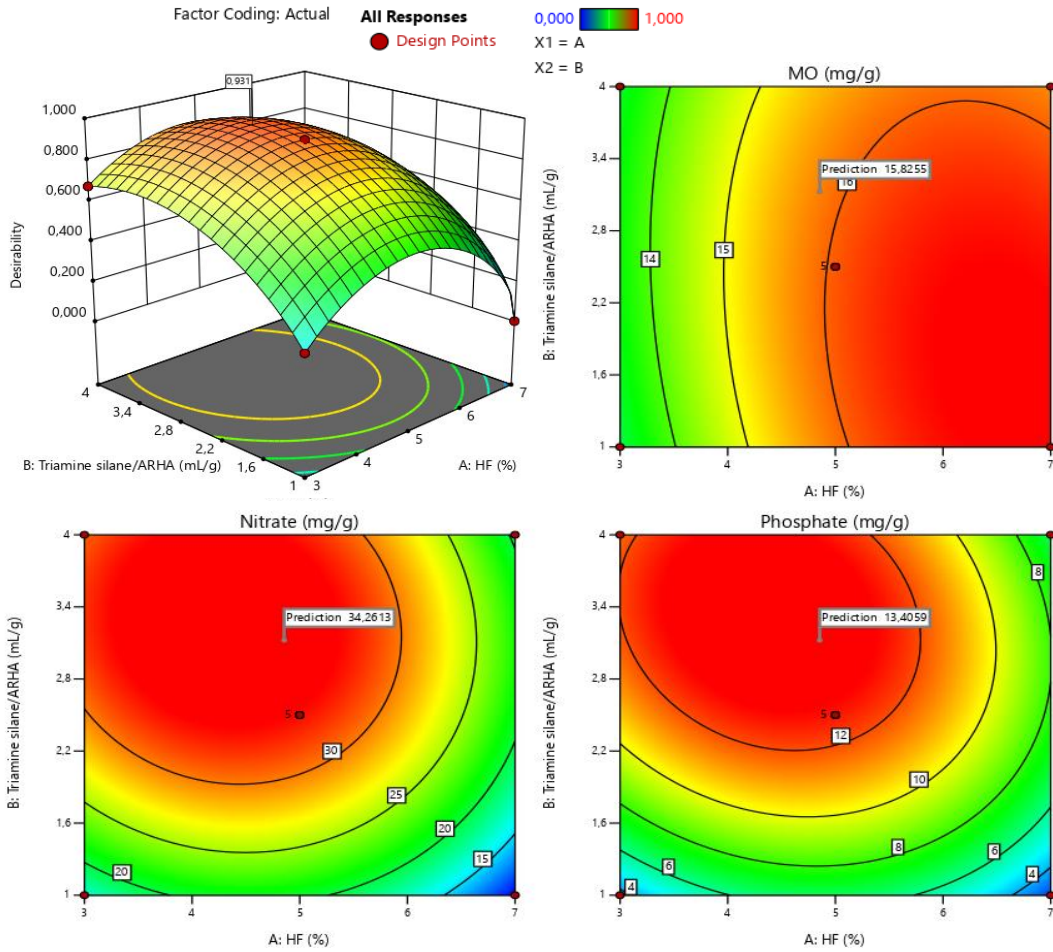 Factor Coding: Actual
All Responses
Design Points
0,000 1,000
X1 = A
X2 = B
0,931
1,000
0,800
0,600
0,400
0,200
0,000
Desirability
4
3,4
2,8
2,2
1,6
1
3
4
5
6
7
B: Triamine silane/ARHA (mL/g)
A: HF (%)
MO (mg/g)
4
3,4
2,8
2,2
1,6
1
B: Triamine silane/ARHA (mL/g)
Prediction 15,8255
16
15
14
5
3 4 5 6 7
A: HF (%)
Nitrate (mg/g)
4
3,4
2,8
2,2
1,6
1
B: Triamine silane/ARHA (mL/g)
Prediction 34,2613
5
30
25
20
15
20
3 4 5 6 7
A: HF (%)
Phosphate (mg/g)
4
3,4
2,8
2,2
1,6
1
B: Triamine silane/ARHA (mL/g)
8
Prediction 13,4059
5
12
10
8
6
6
4
4
3 4 5 6 7
A: HF (%)